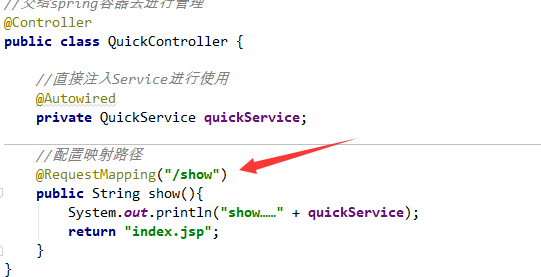 //交给spring容器去进行管理
@Controller
public class QuickController {
//直接注入Service进行使用
@Autowired
private QuickService quickService;
//配置映射路径
@RequestMapping("/show")
public String show(){
System.out.println("show……" + quickService);
return "index.jsp";
}
}